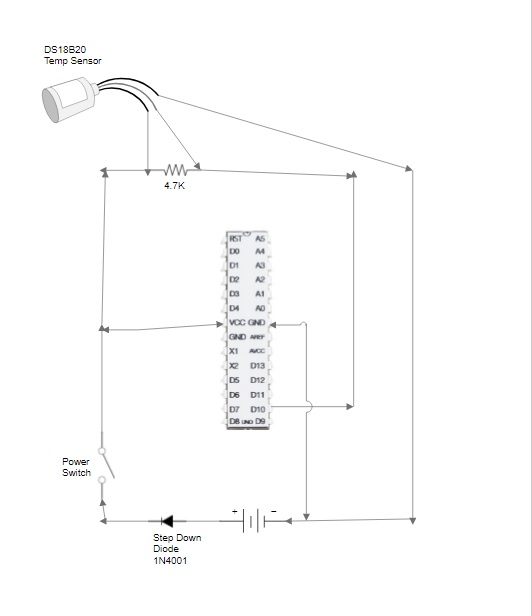 DS18B20
Temp Sensor
4.7K
RST A5
D0 A4
D1 A3
D2 A2
D3 A1
D4 A0
VCC GND
GND AREF
X1 AVCC
X2 D13
D5 D12
D6 D11
D7 D10
D8 UNO D9
Power
Switch
+ −
Step Down
Diode
1N4001